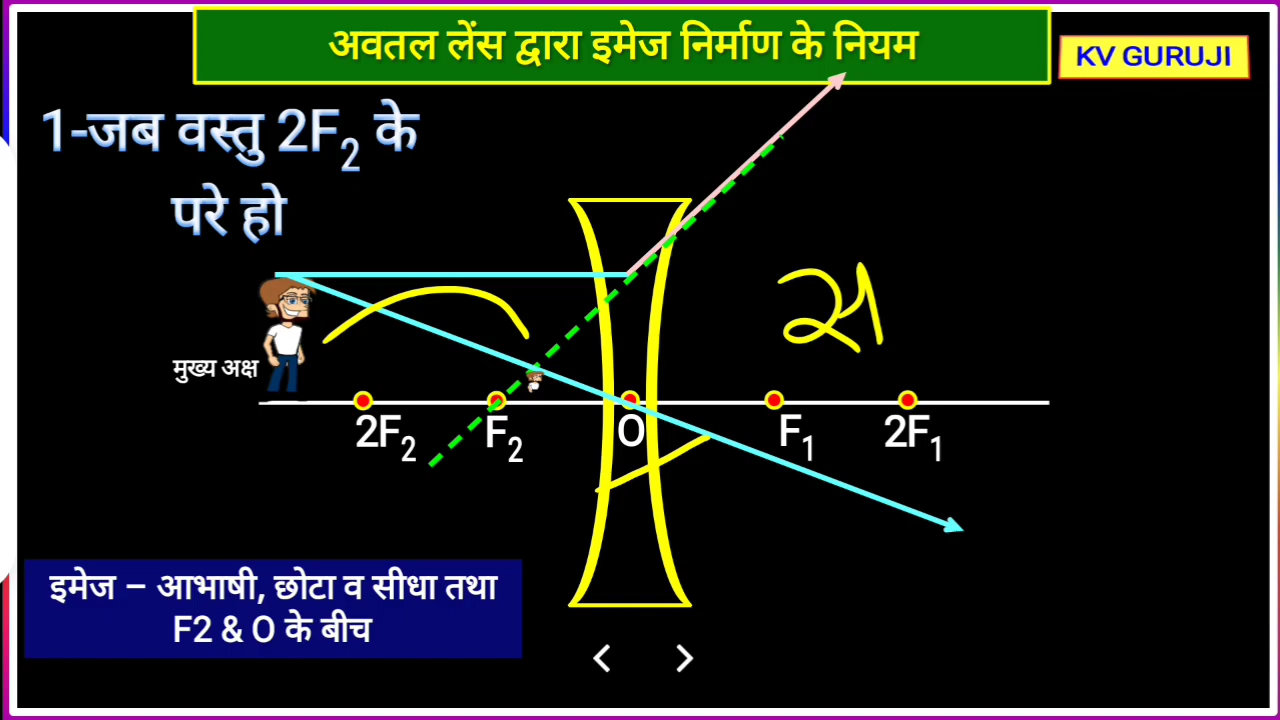 अवतल लेंस द्वारा इमेज निर्माण के नियम
KV GURUJI
1-जब वस्तु 2F₂ के
परे हो
मुख्य अक्ष
2F₂ F₂ O F₁ 2F₁
इमेज – आभाषी, छोटा व सीधा तथा
F2 & O के बीच